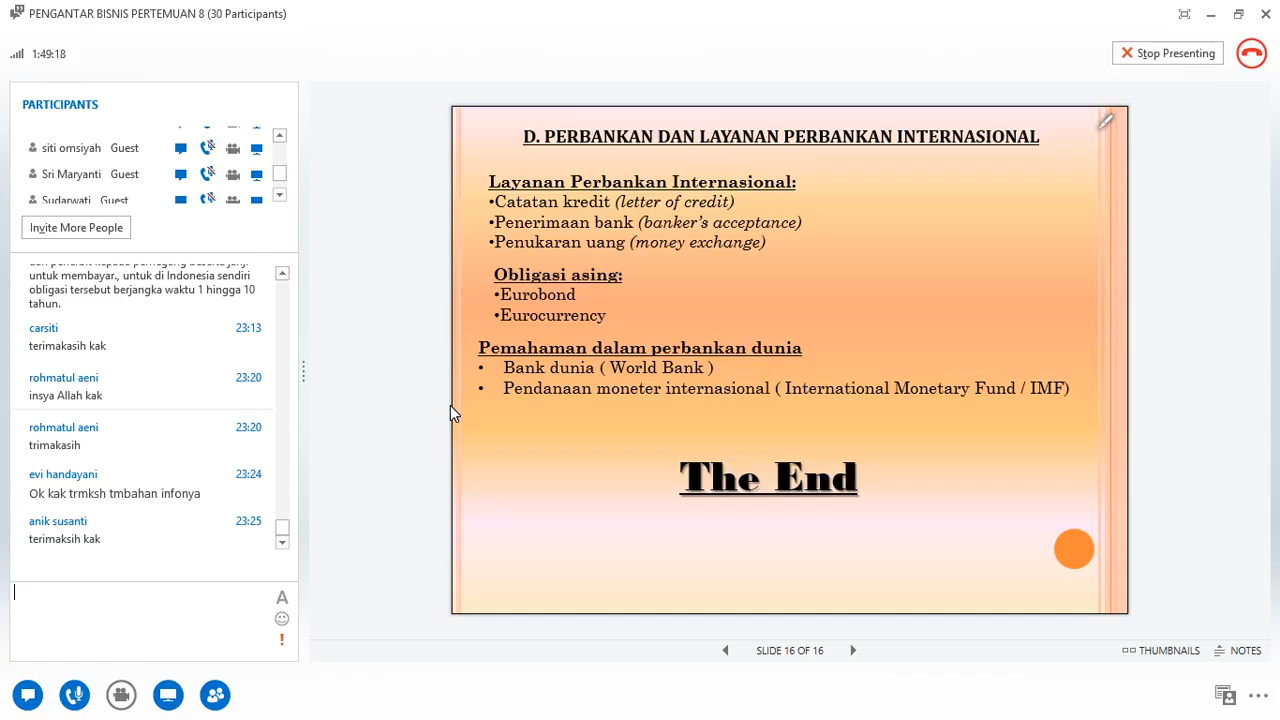 PENGANTAR BISNIS PERTEMUAN 8 (30 Participants)
1:49:18
Stop Presenting
PARTICIPANTS
siti omsiyah Guest
Sri Maryanti Guest
Sudarwati Guest
Invite More People
untuk membayar., untuk di Indonesia sendiri
obligasi tersebut berjangka waktu 1 hingga 10
tahun.
carsiti 23:13
terimakasih kak
rohmatul aeni 23:20
insya Allah kak
rohmatul aeni 23:20
trimakasih
evi handayani 23:24
Ok kak trmksh tmbahan infonya
anik susanti 23:25
terimaksih kak
A
D. PERBANKAN DAN LAYANAN PERBANKAN INTERNASIONAL
Layanan Perbankan Internasional:
•Catatan kredit (letter of credit)
•Penerimaan bank (banker's acceptance)
•Penukaran uang (money exchange)
Obligasi asing:
•Eurobond
•Eurocurrency
Pemahaman dalam perbankan dunia
• Bank dunia ( World Bank )
• Pendanaan moneter internasional ( International Monetary Fund / IMF)
The End
SLIDE 16 OF 16
THUMBNAILS
NOTES